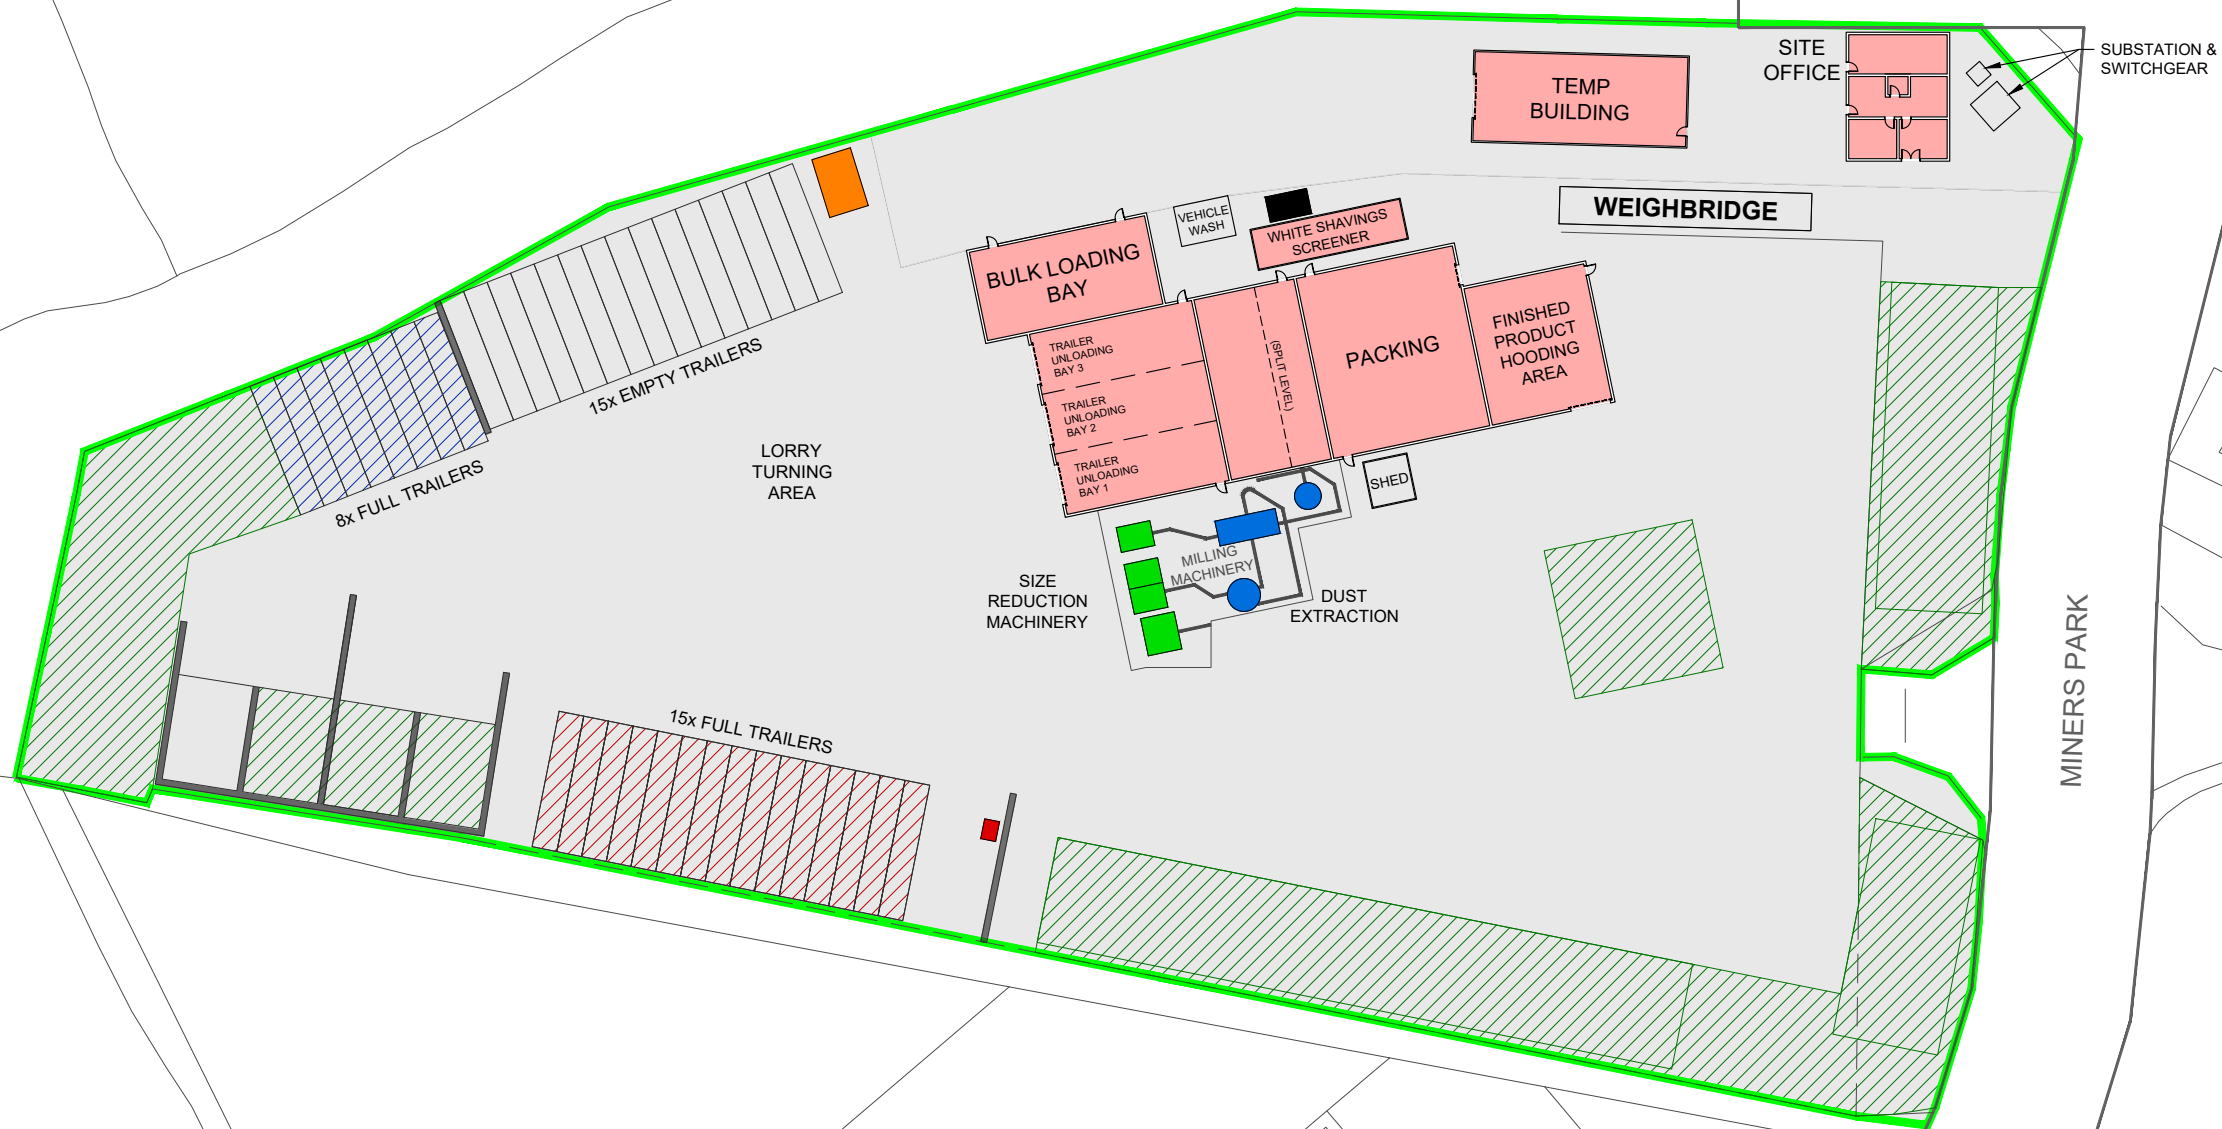 SITE
OFFICE
SUBSTATION &
SWITCHGEAR
TEMP
BUILDING
WEIGHBRIDGE
VEHICLE
WASH
WHITE SHAVINGS
SCREENER
BULK LOADING
BAY
TRAILER
UNLOADING
BAY 3
TRAILER
UNLOADING
BAY 2
TRAILER
UNLOADING
BAY 1
(SPLIT LEVEL)
PACKING
FINISHED
PRODUCT
HOODING
AREA
15x EMPTY TRAILERS
8x FULL TRAILERS
LORRY
TURNING
AREA
SHED
MILLING
MACHINERY
SIZE
REDUCTION
MACHINERY
DUST
EXTRACTION
15x FULL TRAILERS
MINERS PARK